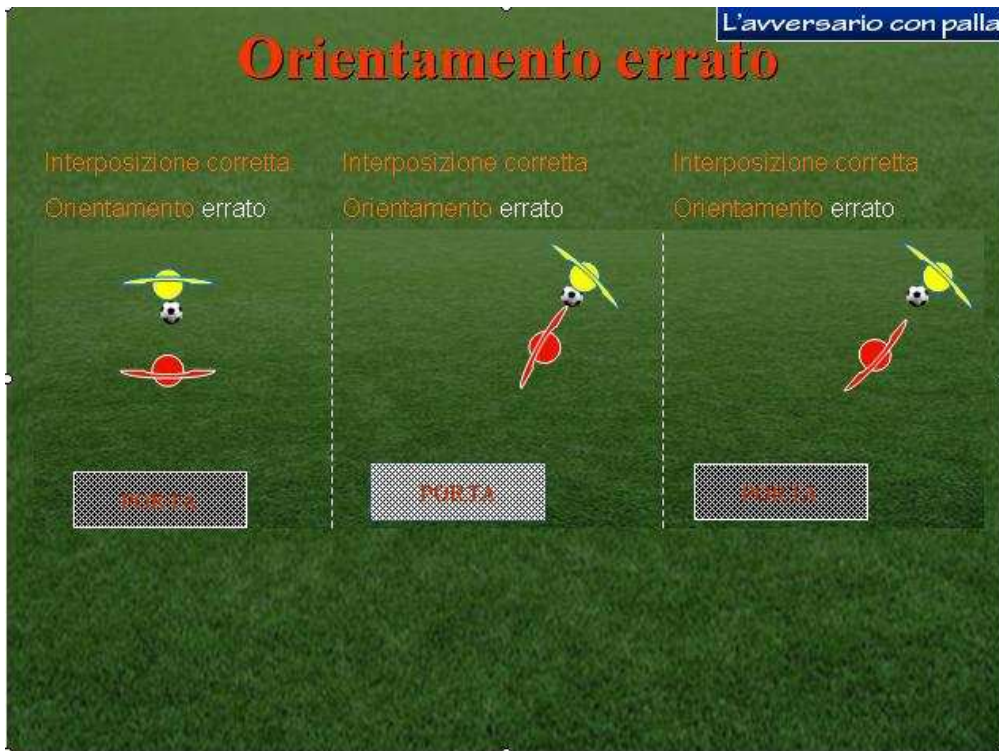 L'avversario con palla
Orientamento errato
Interposizione corretta
Orientamento errato
Interposizione corretta
Orientamento errato
Interposizione corretta
Orientamento errato
PORTA
PORTA
PORTA